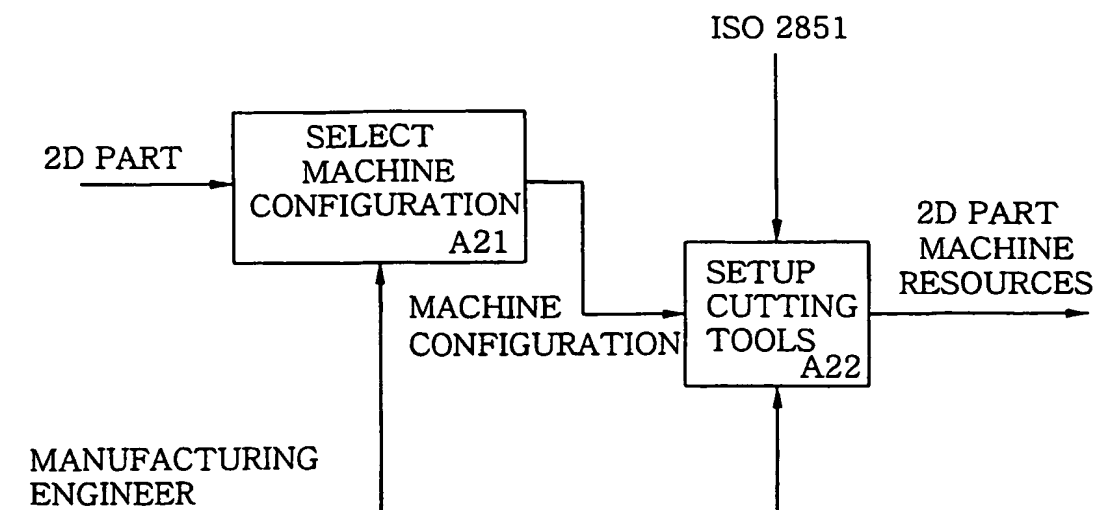 ISO 2851
2D PART
SELECT
MACHINE
CONFIGURATION
A21
MACHINE
CONFIGURATION
SETUP
CUTTING
TOOLS
A22
2D PART
MACHINE
RESOURCES
MANUFACTURING
ENGINEER